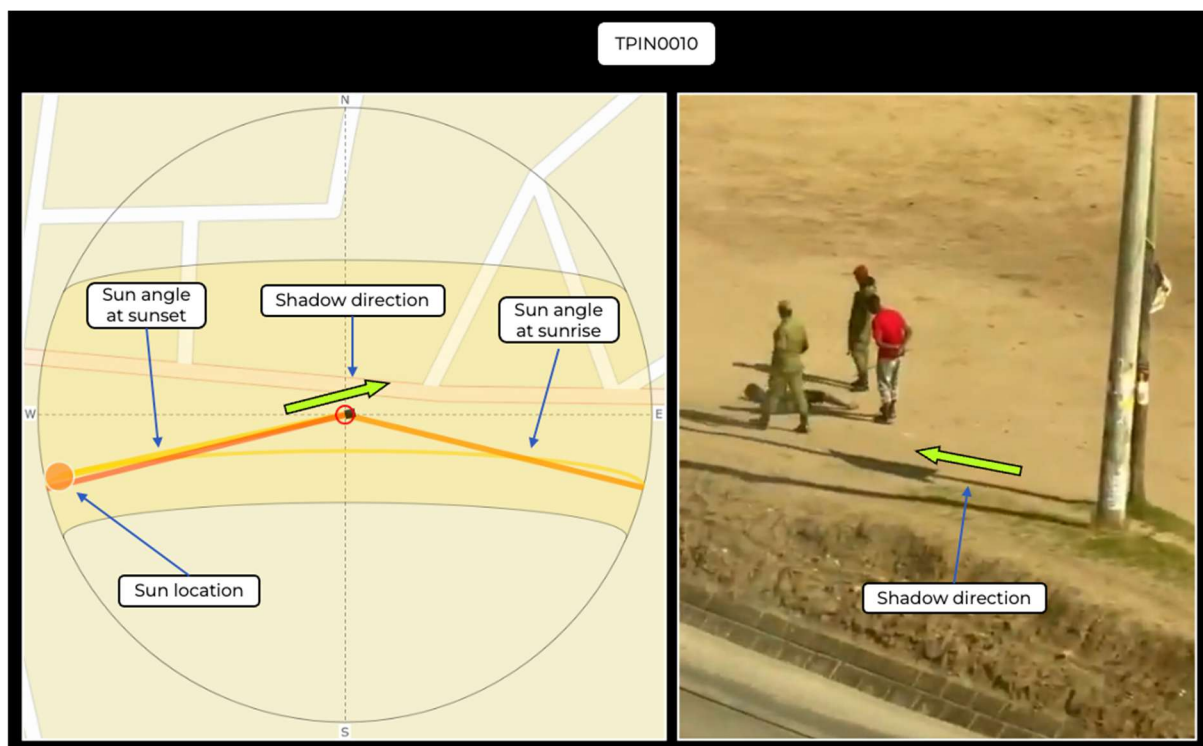 TPIN0010
N
Sun angle
at sunset
Shadow direction
Sun angle
at sunrise
W
E
Sun location
S
Shadow direction